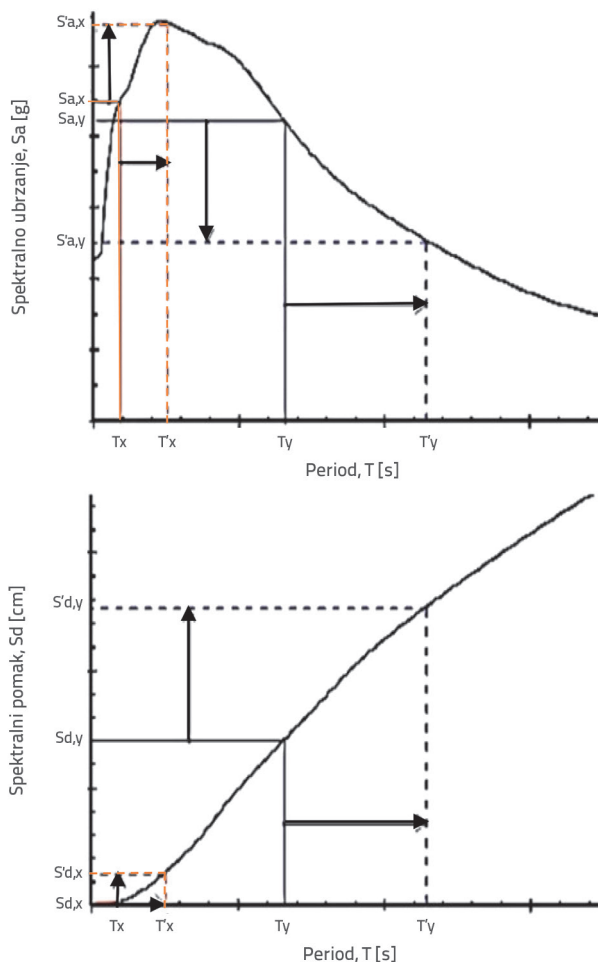 S'a,x
Sa,x
Sa,y
S'a,y
Spektralno ubrzanje, Sa [g]
Tx
T'x
Ty
T'y
Period, T [s]
S'd,y
Sd,y
S'd,x
Sd,x
Spektralni pomak, Sd [cm]
Tx
T'x
Ty
T'y
Period, T [s]